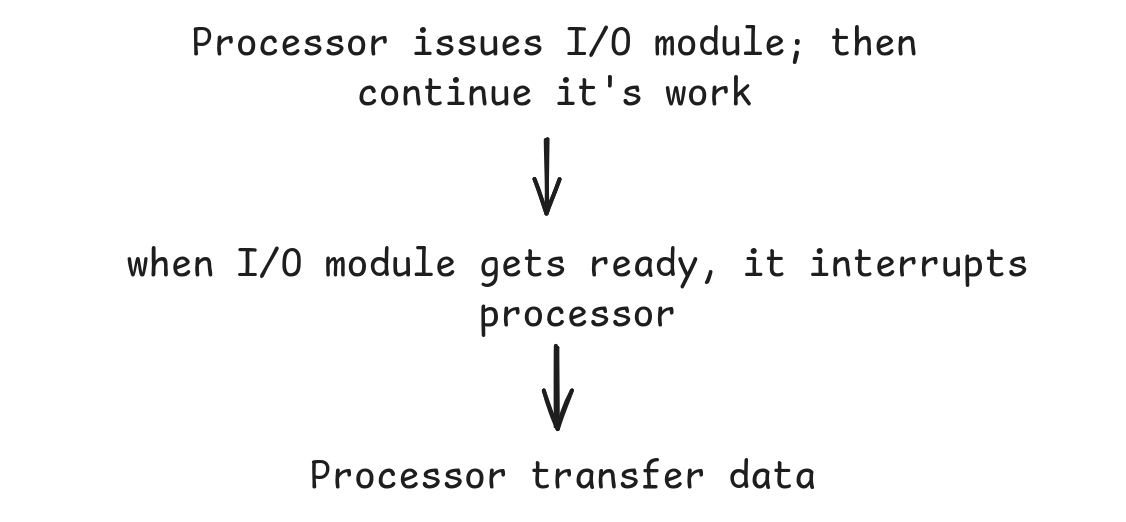 Processor issues I/O module; then
continue it's work
when I/O module gets ready, it interrupts
processor
Processor transfer data